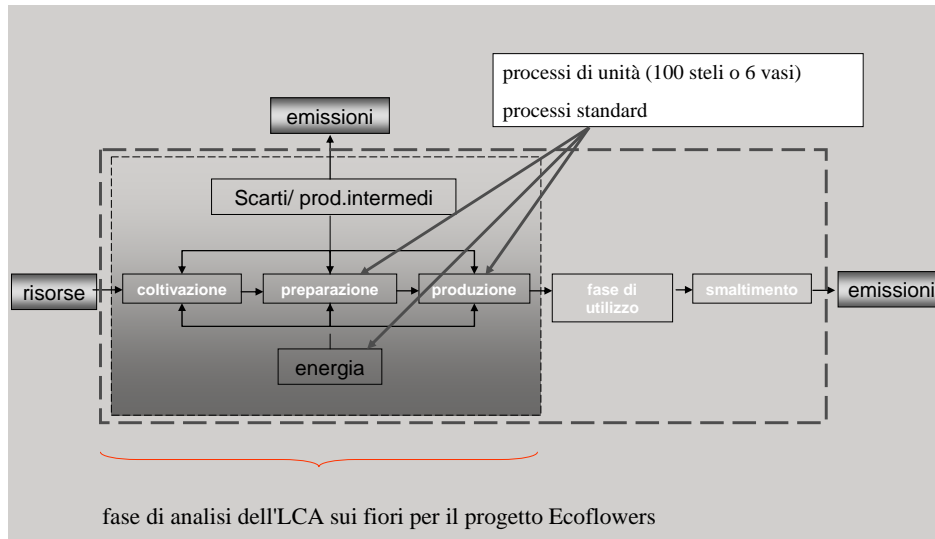 processi di unità (100 steli o 6 vasi)
processi standard
emissioni
Scarti/ prod.intermedi
risorse
coltivazione
preparazione
produzione
fase di
utilizzo
smaltimento
emissioni
energia
fase di analisi dell'LCA sui fiori per il progetto Ecoflowers